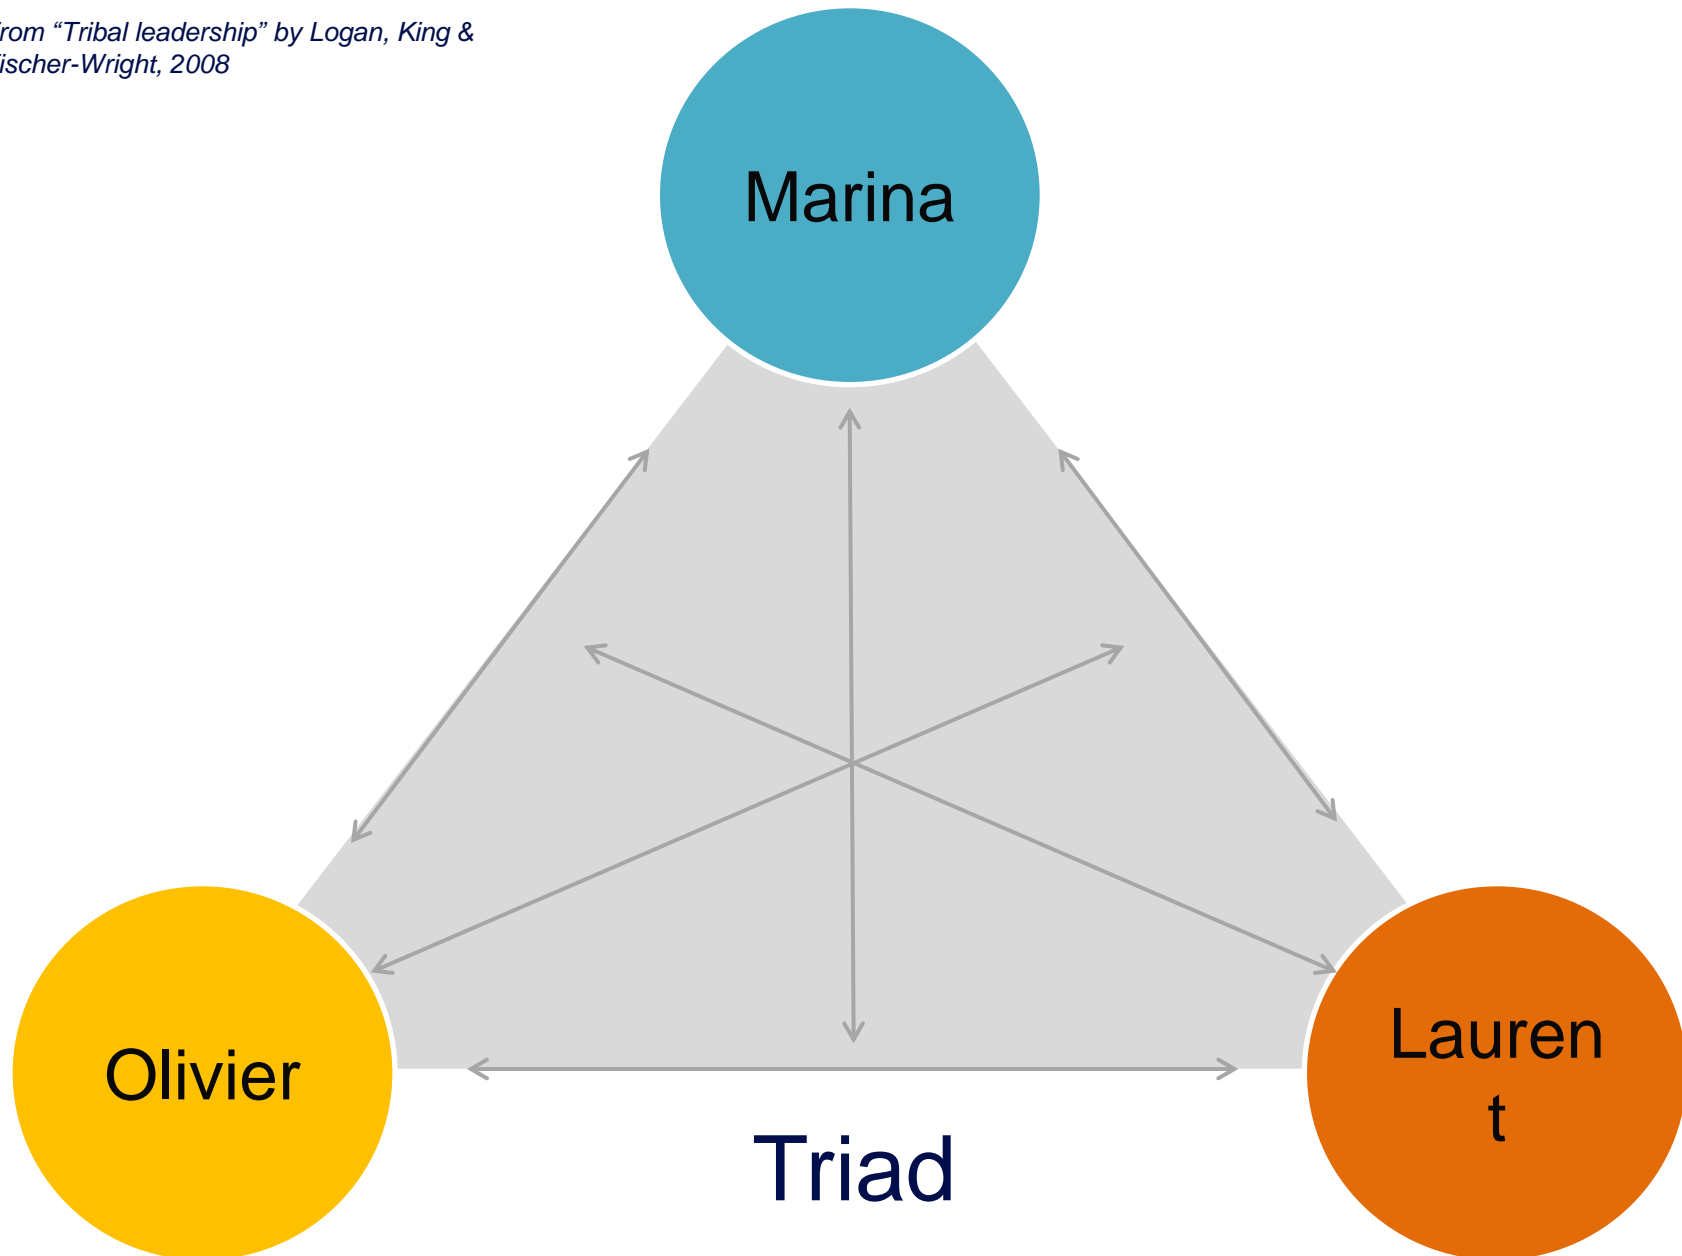 rom “Tribal leadership” by Logan, King &
ischer-Wright, 2008
Marina
Olivier
Lauren
t
Triad